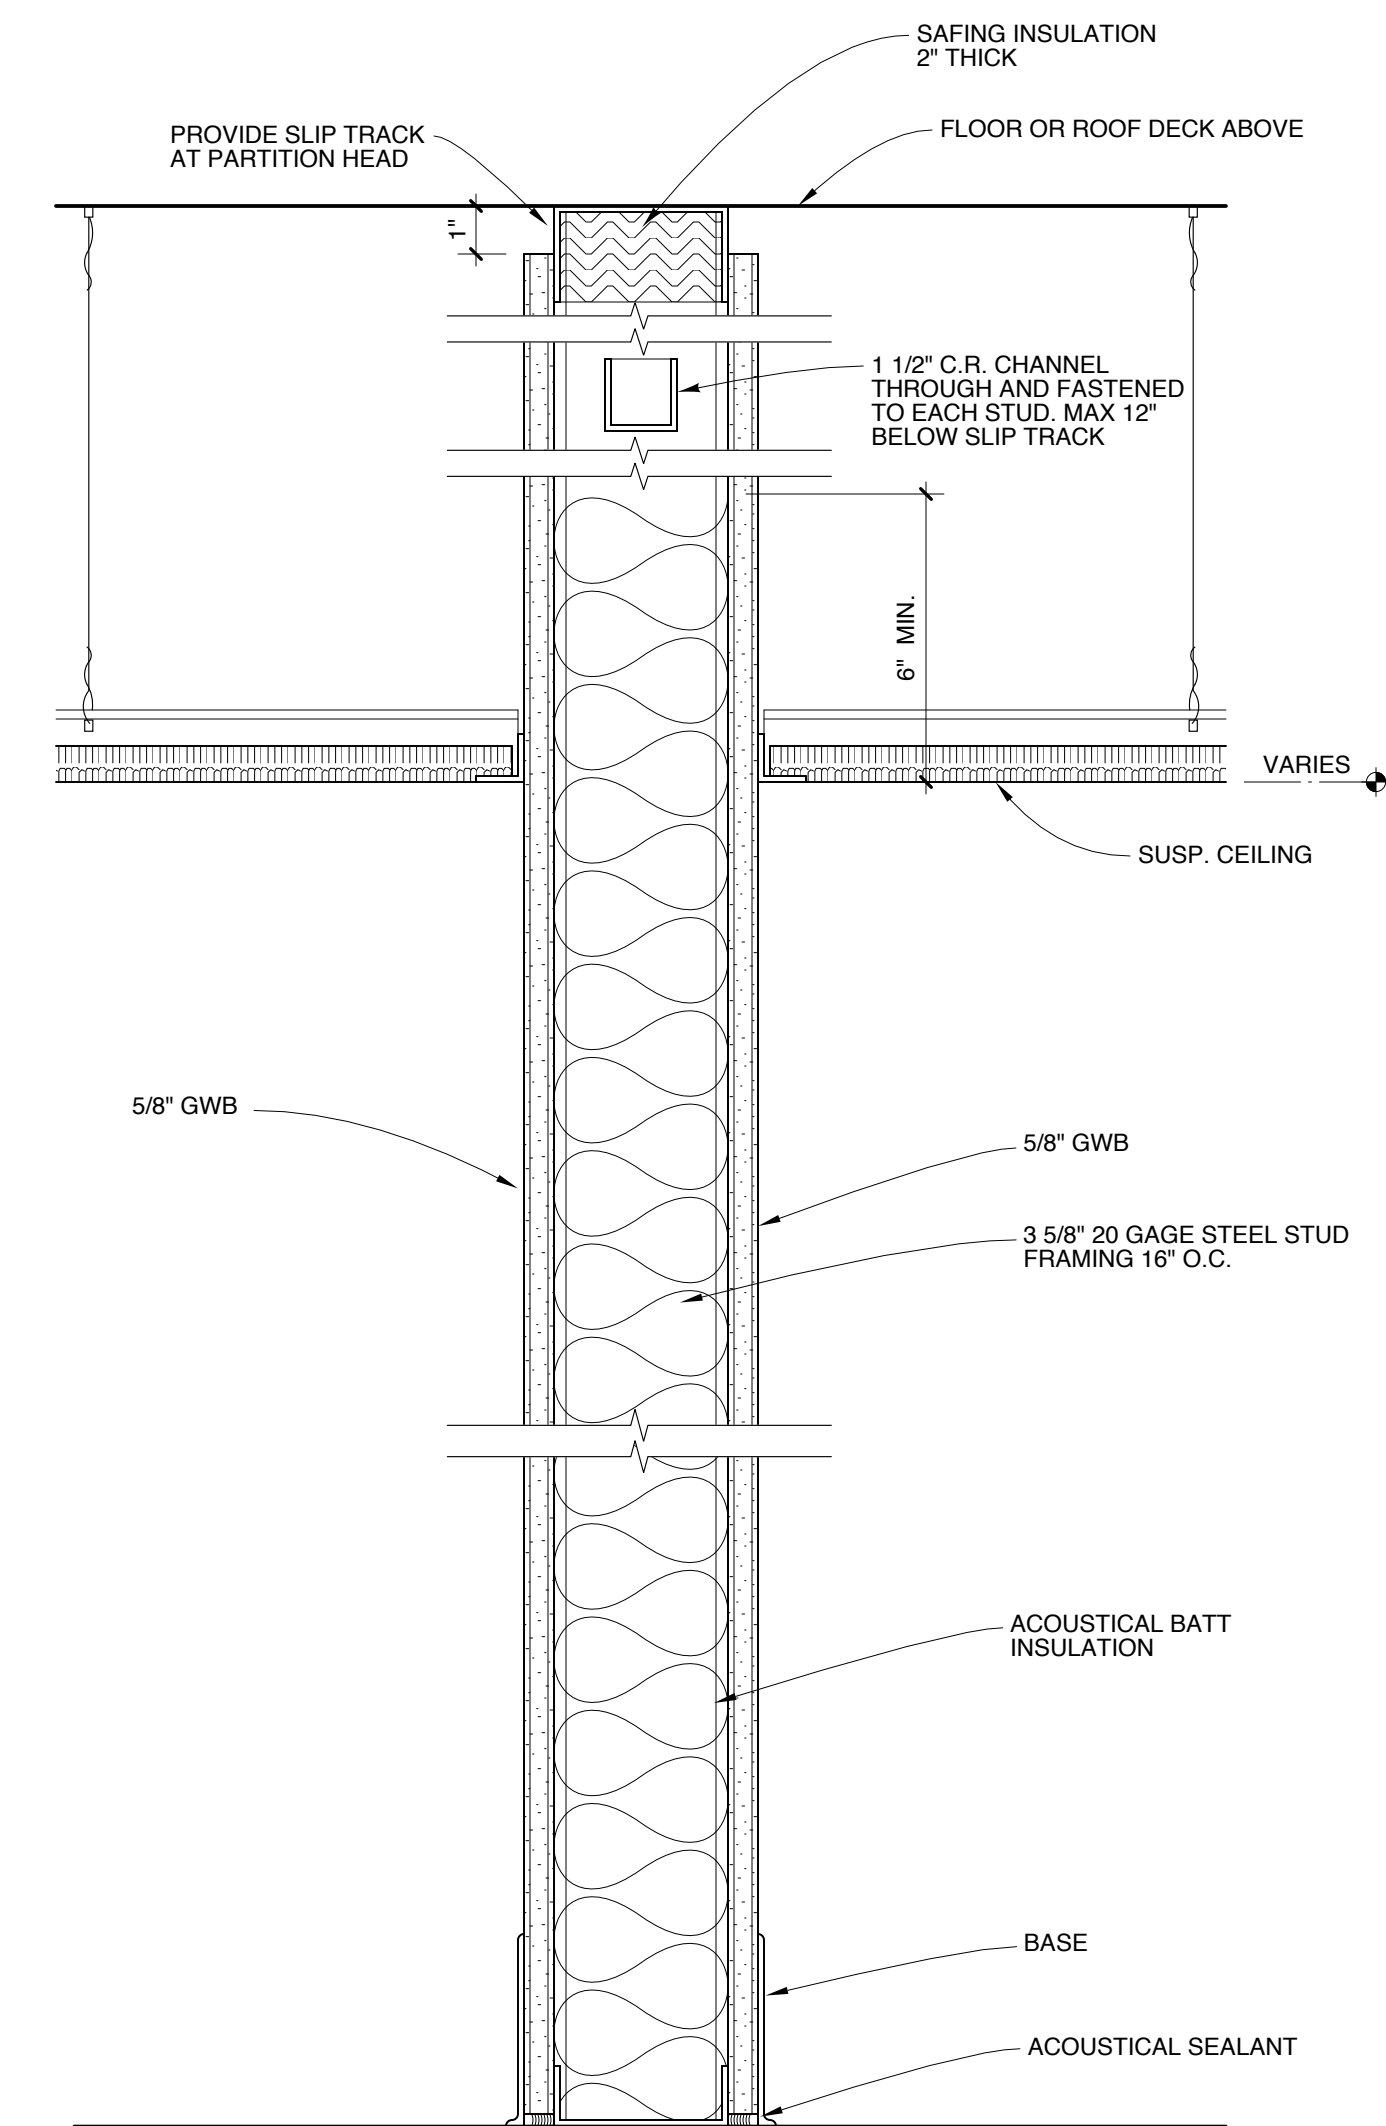 SAFING INSULATION
2" THICK
PROVIDE SLIP TRACK
AT PARTITION HEAD
FLOOR OR ROOF DECK ABOVE
1"
1 1/2" C.R. CHANNEL
THROUGH AND FASTENED
TO EACH STUD. MAX 12"
BELOW SLIP TRACK
6" MIN.
VARIES
SUSP. CEILING
5/8" GWB
5/8" GWB
3 5/8" 20 GAGE STEEL STUD
FRAMING 16" O.C.
ACOUSTICAL BATT
INSULATION
BASE
ACOUSTICAL SEALANT